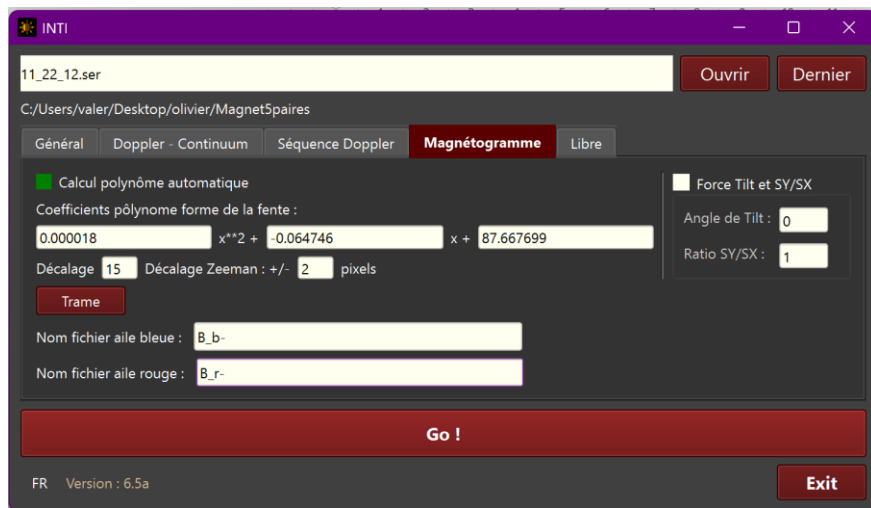 INTI
11_22_12.ser
Ouvrir
Dernier
C:/Users/valer/Desktop/olivier/Magnet5paires
Général
Doppler - Continuum
Séquence Doppler
Magnétogramme
Libre
Calcul polynôme automatique
Coefficients pôlynome forme de la fente :
0.000018 x**2 + -0.064746 x + 87.667699
Décalage 15 Décalage Zeeman : +/- 2 pixels
Trame
Nom fichier aile bleue : B_b-
Nom fichier aile rouge : B_r-
Force Tilt et SY/SX
Angle de Tilt : 0
Ratio SY/SX : 1
Go !
FR Version : 6.5a
Exit